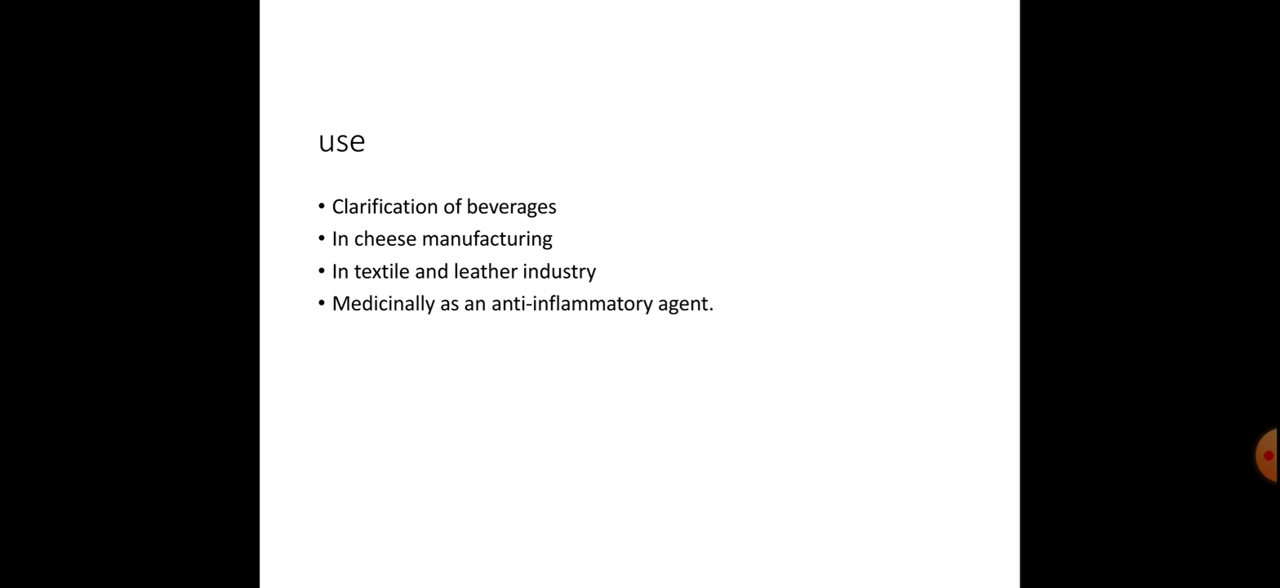 use
• Clarification of beverages
• In cheese manufacturing
• In textile and leather industry
• Medicinally as an anti-inflammatory agent.